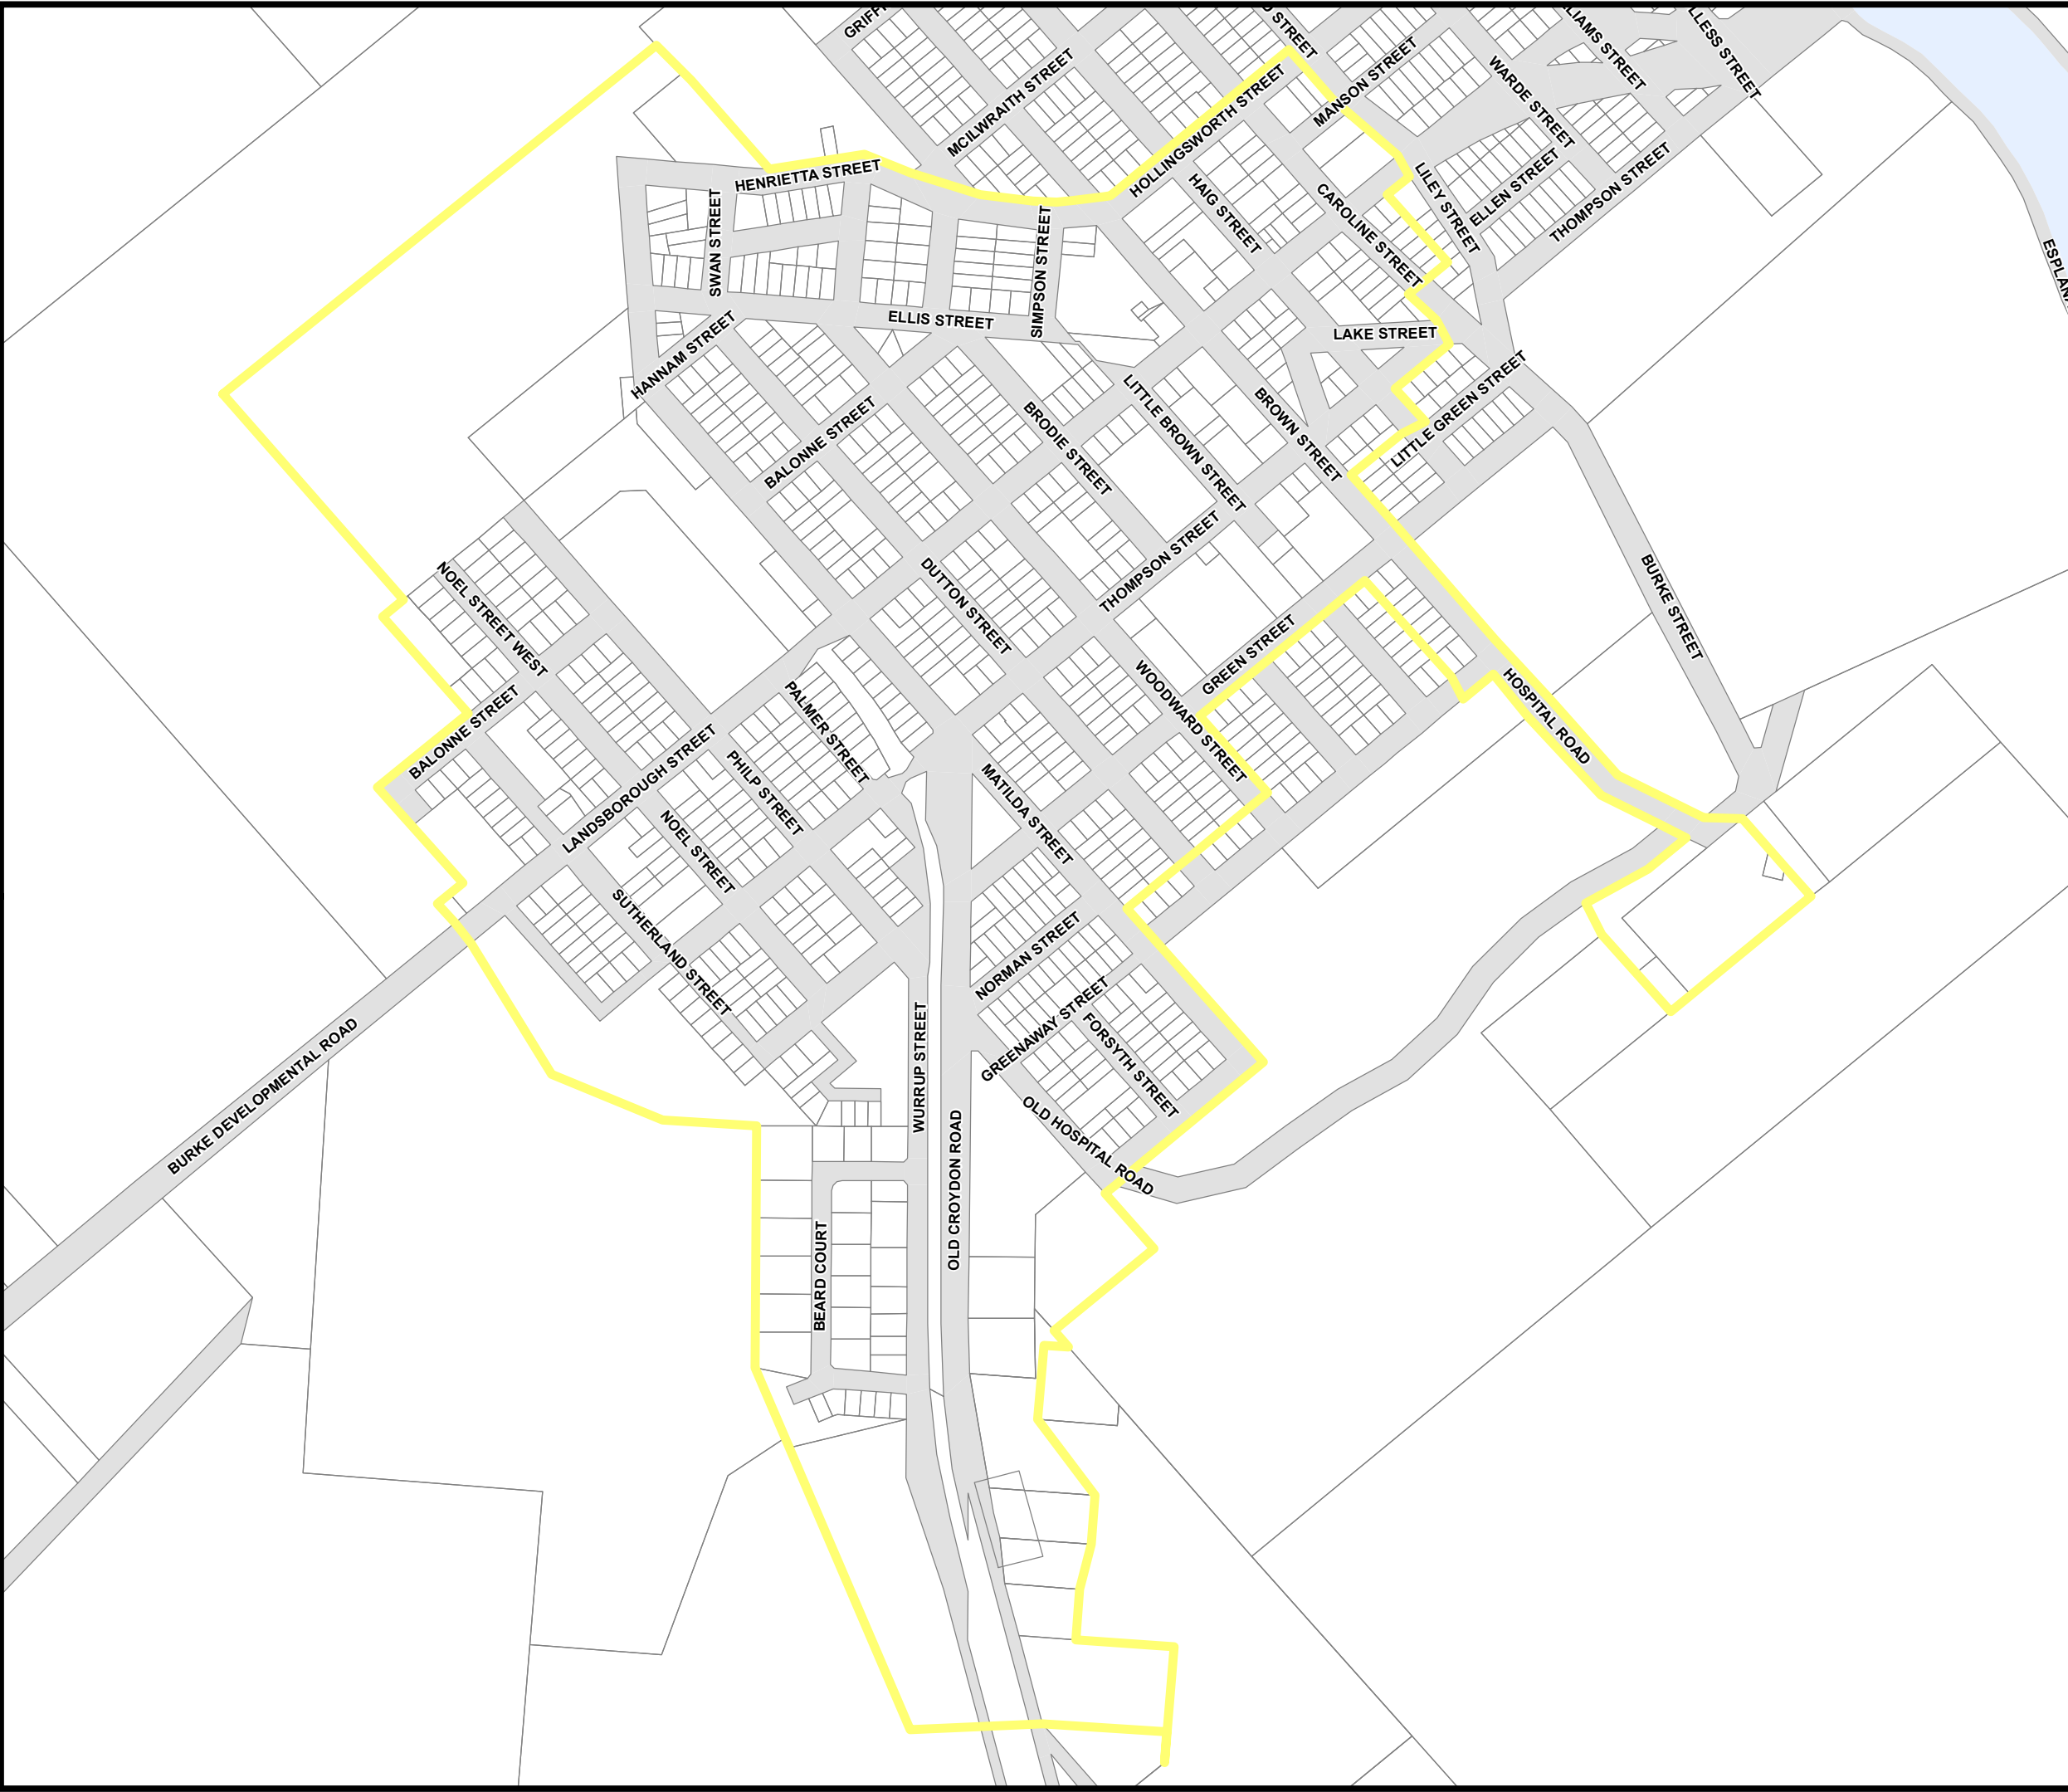 MCILWRAITH STREET
MANSON STREET
WARDE STREET
HOLLINGSWORTH STREET
HENRIETTA STREET
SWAN STREET
SIMPSON STREET
HAIG STREET
CAROLINE STREET
LILEY STREET
ELLEN STREET
THOMPSON STREET
ELLIS STREET
LAKE STREET
HANNAM STREET
BALONNE STREET
BRODIE STREET
LITTLE BROWN STREET
BROWN STREET
LITTLE GREEN STREET
NOEL STREET WEST
DUTTON STREET
THOMPSON STREET
BURKE STREET
BALONNE STREET
PALMER STREET
GREEN STREET
WOODWARD STREET
HOSPITAL ROAD
LANDSBOROUGH STREET
PHILP STREET
MATILDA STREET
NOEL STREET
SUTHERLAND STREET
NORMAN STREET
GREENAWAY STREET
FORSYTH STREET
WURRUP STREET
BURKE DEVELOPMENTAL ROAD
OLD HOSPITAL ROAD
OLD CROYDON ROAD
BEARD COURT